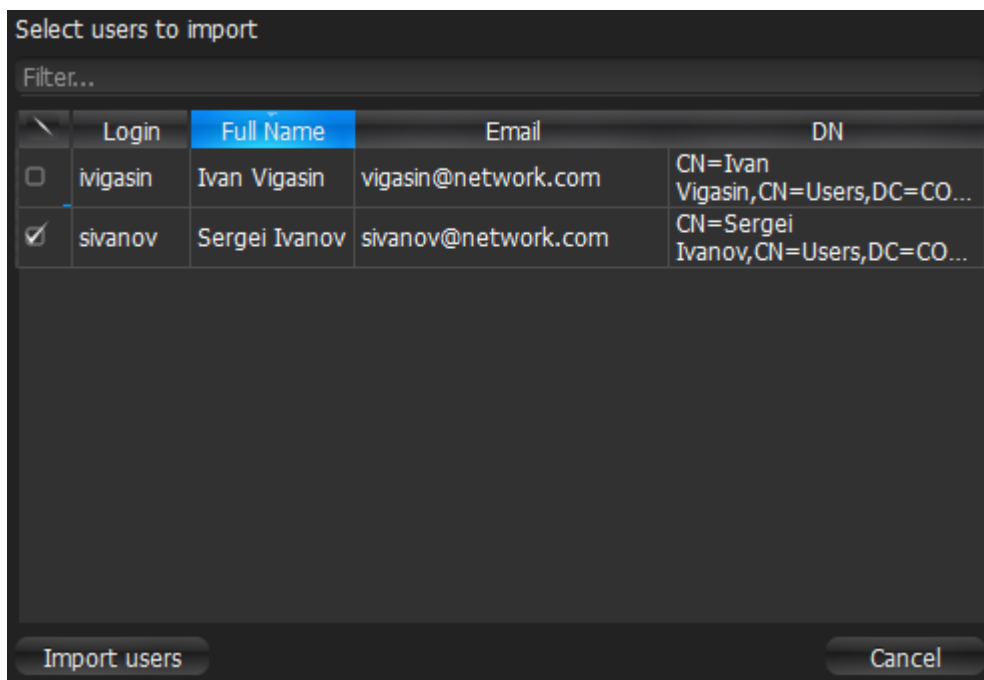 Select users to import
Filter...
Login Full Name Email DN
ivigasin Ivan Vigasin vigasin@network.com CN=Ivan
Vigasin,CN=Users,DC=CO...
sivanov Sergei Ivanov sivanov@network.com CN=Sergei
Ivanov,CN=Users,DC=CO...
Import users Cancel